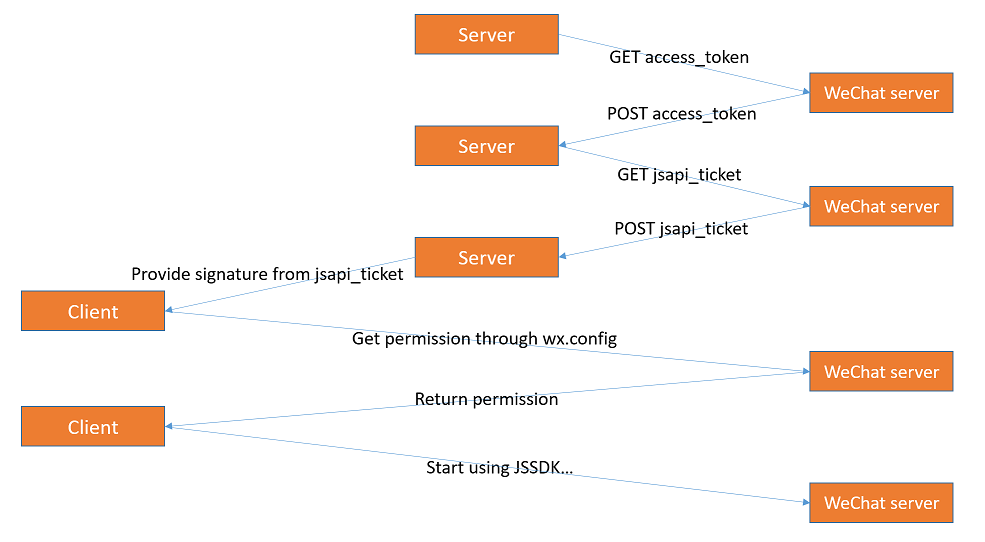 Server
GET access_token
WeChat server
POST access_token
Server
GET jsapi_ticket
WeChat server
POST jsapi_ticket
Server
Provide signature from jsapi_ticket
Client
Get permission through wx.config
WeChat server
Return permission
Client
Start using JSSDK...
WeChat server